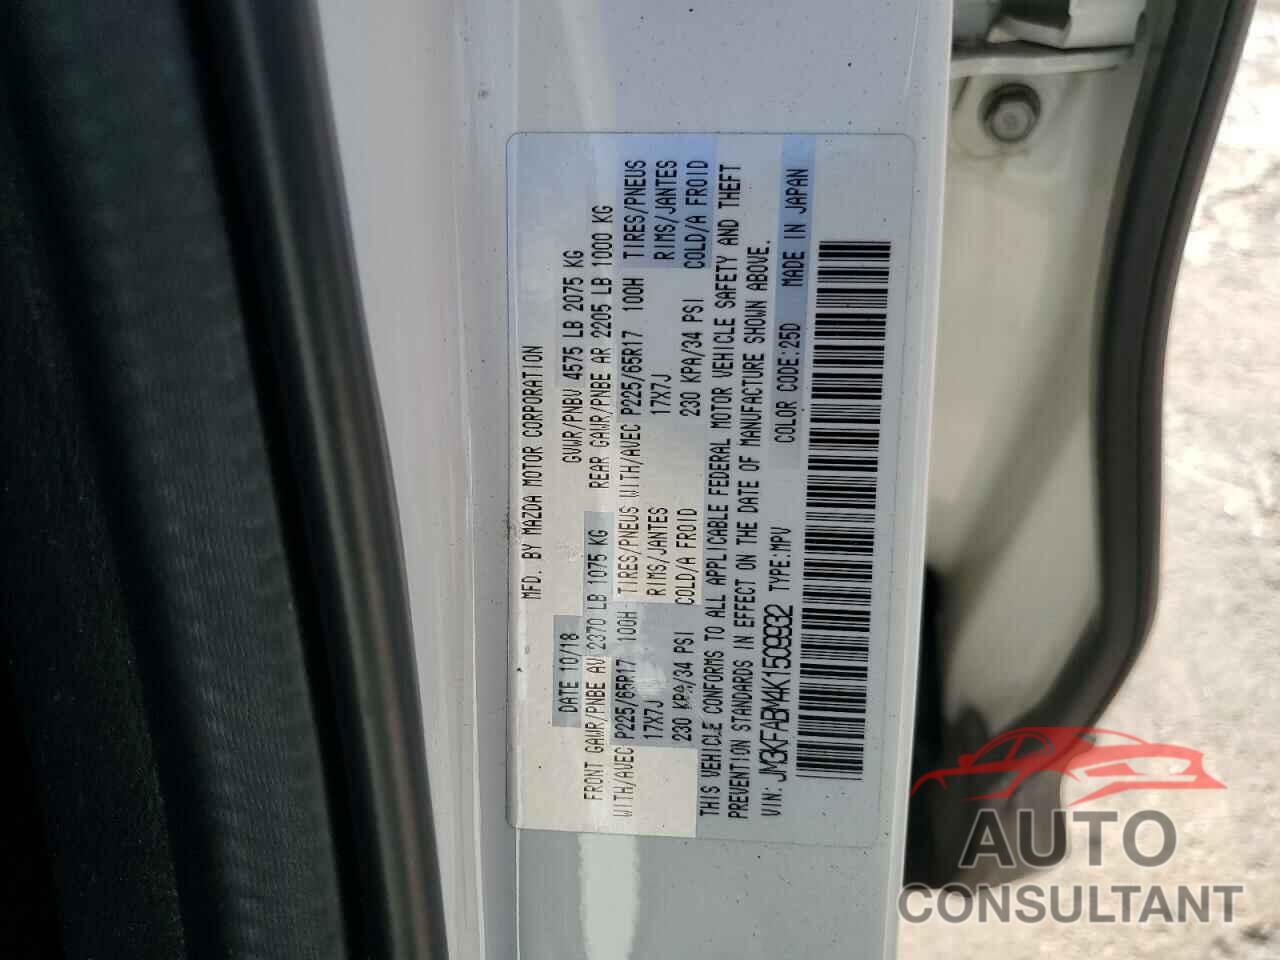 MFD. BY MAZDA MOTOR CORPORATION
DATE 10/18 GVWR/PNBV 4575 LB 2075 KG
FRONT GAWR/PNBE AV 2370 LB 1075 KG REAR GAWR/PNBE AR 2205 LB 1000 KG
WITH/AVEC P225/65R17 100H TIRES/PNEUS WITH/AVEC P225/65R17 100H TIRES/PNEUS
17X7J RIMS/JANTES 17X7J RIMS/JANTES
230 KPA/34 PSI COLD/A FROID 230 KPA/34 PSI COLD/A FROID
THIS VEHICLE CONFORMS TO ALL APPLICABLE FEDERAL MOTOR VEHICLE SAFETY AND THEFT
PREVENTION STANDARDS IN EFFECT ON THE DATE OF MANUFACTURE SHOWN ABOVE.
VIN: JM3KFABM4K1509932 TYPE:MPV COLOR CODE:25D MADE IN JAPAN
AUTO
CONSULTANT